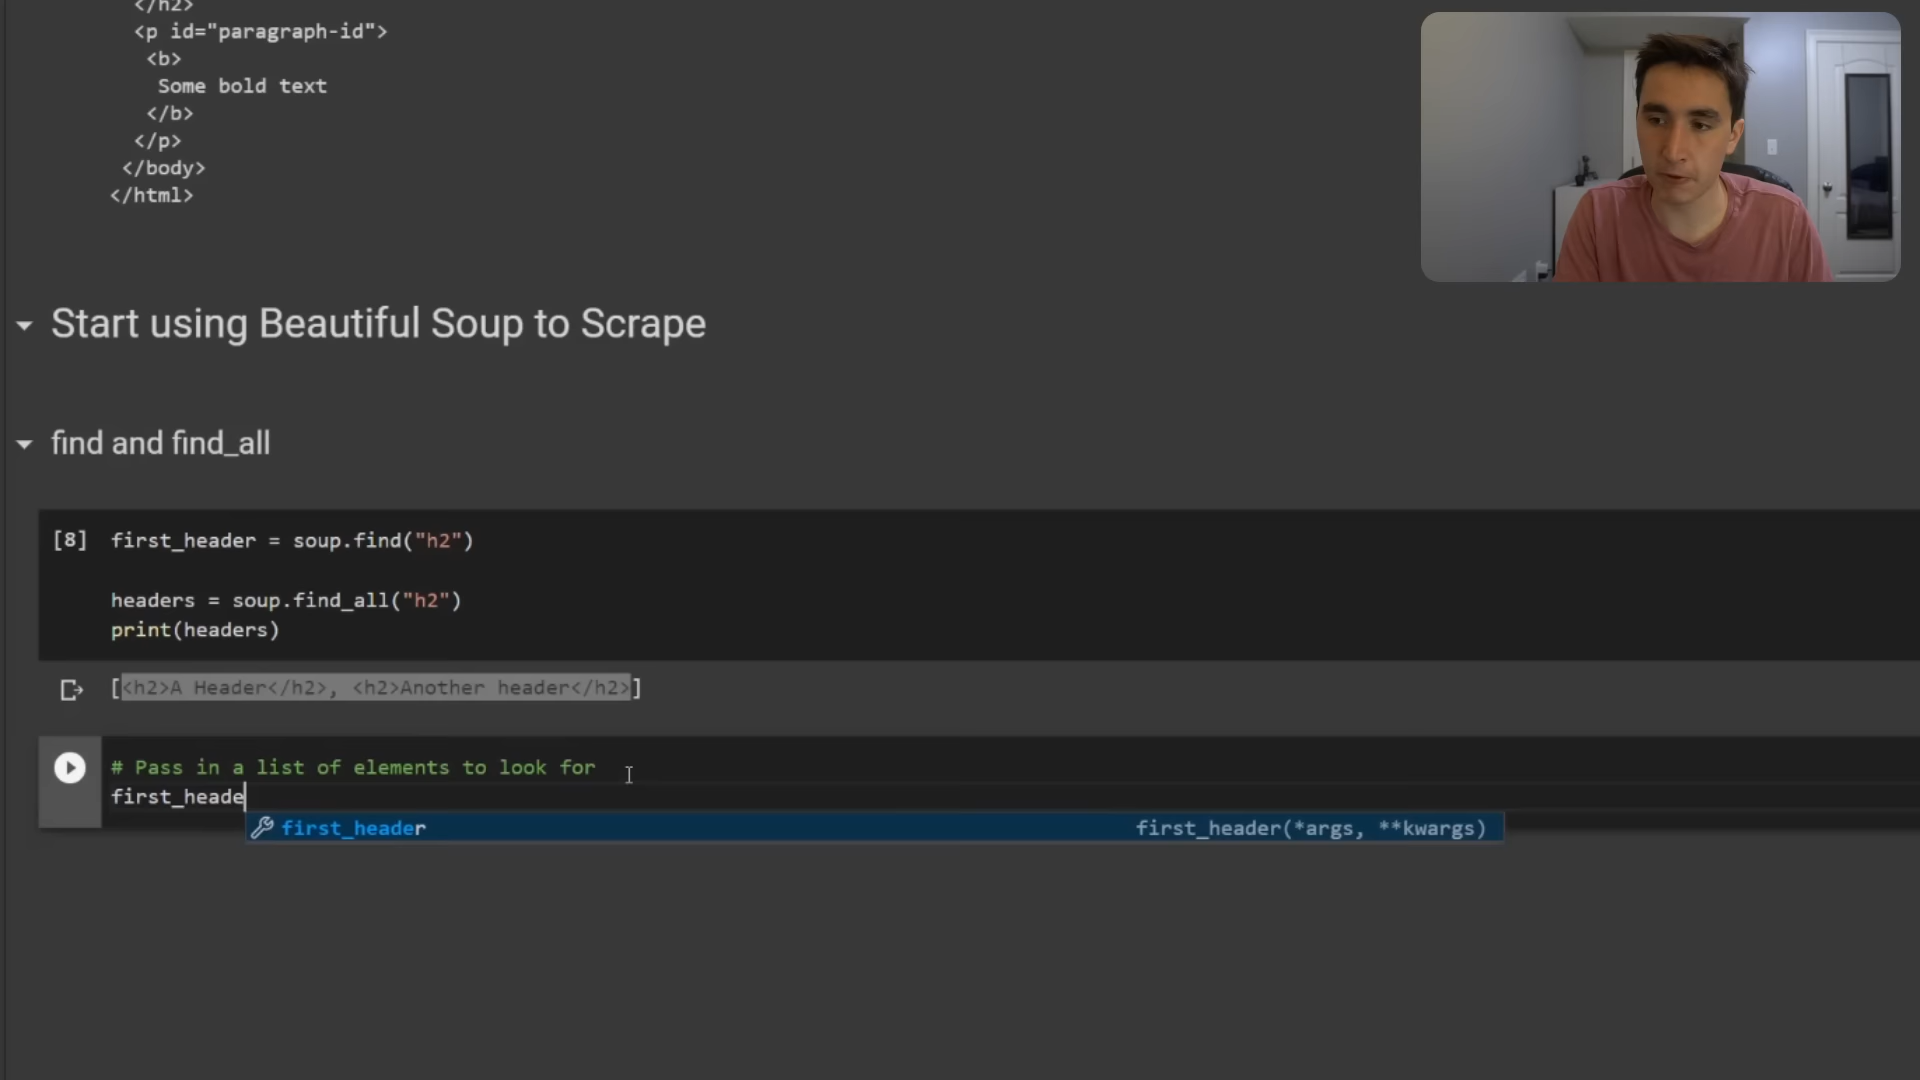 </h2>
<p id="paragraph-id">
<b>
Some bold text
</b>
</p>
</body>
</html>
Start using Beautiful Soup to Scrape
find and find_all
[8] first_header = soup.find("h2")
headers = soup.find_all("h2")
print(headers)
[<h2>A Header</h2>, <h2>Another header</h2>]
# Pass in a list of elements to look for
first_heade
first_header first_header(*args, **kwargs)